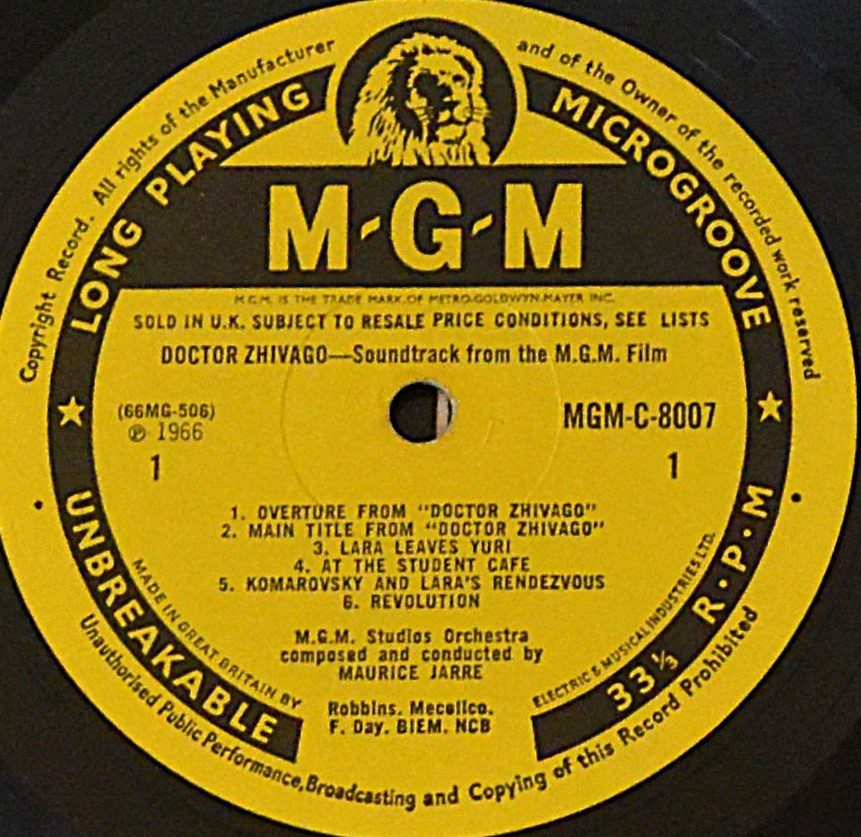 Copyright Record. All rights of the Manufacturer and of the Owner of the recorded work reserved
LONG PLAYING
MICROGROOVE
M-G-M
M.G.M. IS THE TRADE MARK OF METRO-GOLDWYN-MAYER INC.
SOLD IN U.K. SUBJECT TO RESALE PRICE CONDITIONS, SEE LISTS
DOCTOR ZHIVAGO—Soundtrack from the M.G.M. Film
(66MG-506)
℗ 1966
MGM-C-8007
1
1
1. OVERTURE FROM "DOCTOR ZHIVAGO"
2. MAIN TITLE FROM "DOCTOR ZHIVAGO"
3. LARA LEAVES YURI
4. AT THE STUDENT CAFE
5. KOMAROVSKY AND LARA'S RENDEZVOUS
6. REVOLUTION
M.G.M. Studios Orchestra
composed and conducted by
MAURICE JARRE
Robbins. Mecolico.
F. Day. BIEM. NCB
MADE IN GREAT BRITAIN BY
ELECTRIC & MUSICAL INDUSTRIES LTD.
UNBREAKABLE
33⅓ R·P·M
Unauthorised Public Performance, Broadcasting and Copying of this Record Prohibited